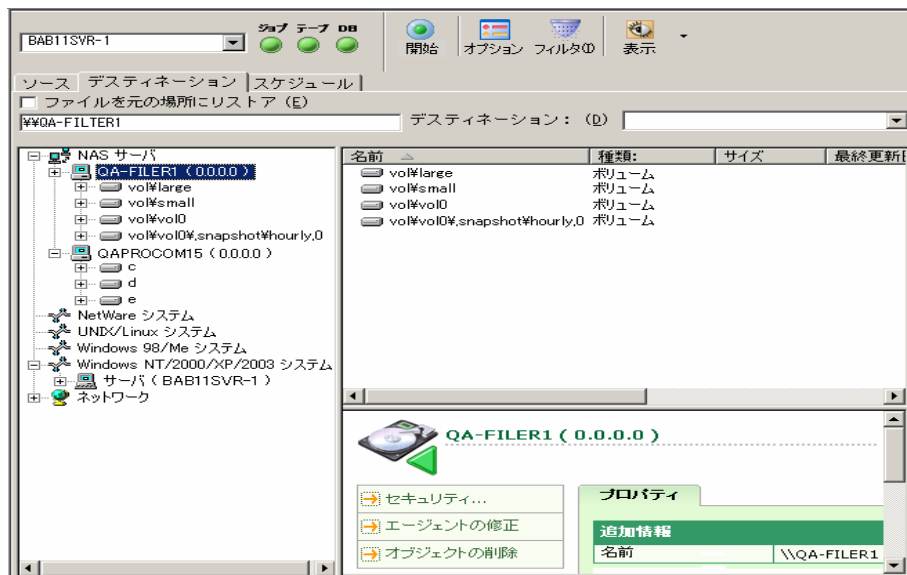 BAB11SVR-1
ジョブ テープ DB
開始
オプション
フィルタ(I)
表示
ソース
デスティネーション
スケジュール
ファイルを元の場所にリストア (E)
¥¥QA-FILTER1
デスティネーション: (D)
NAS サーバ
QA-FILER1 ( 0.0.0.0 )
vol¥large
vol¥small
vol¥vol0
vol¥vol0¥.snapshot¥hourly.0
QAPROCOM15 ( 0.0.0.0 )
c
d
e
NetWare システム
UNIX/Linux システム
Windows 98/Me システム
Windows NT/2000/XP/2003 システム
サーバ ( BAB11SVR-1 )
ネットワーク
名前 種類: サイズ 最終更新
vol¥large ボリューム
vol¥small ボリューム
vol¥vol0 ボリューム
vol¥vol0¥.snapshot¥hourly.0 ボリューム
QA-FILER1 ( 0.0.0.0 )
セキュリティ...
エージェントの修正
オブジェクトの削除
プロパティ
追加情報
名前 \\QA-FILER1